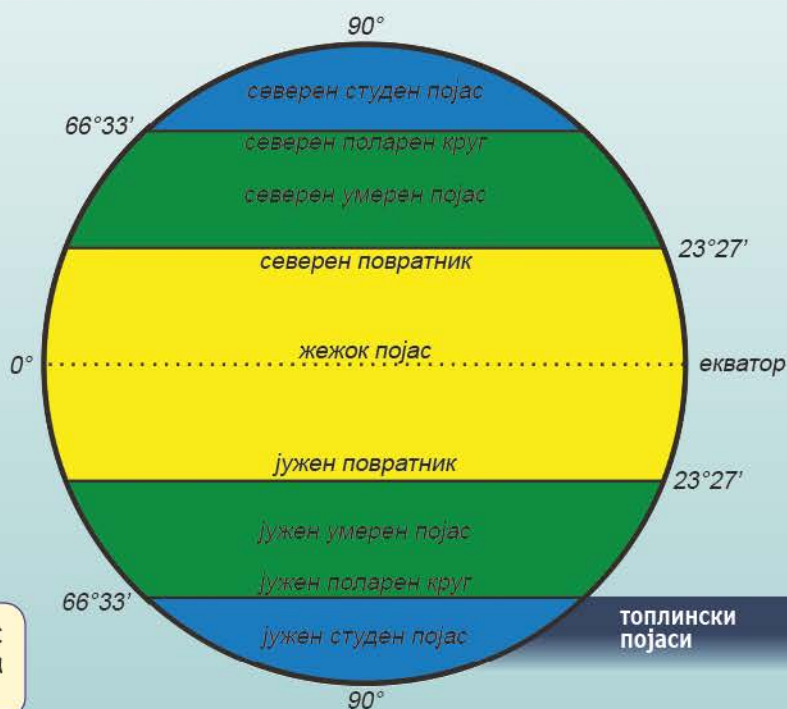 90°
северен студен појас
66°33’
северен поларен круг
северен умерен појас
23°27’
северен повратник
жежок појас
0°
екватор
јужен повратник
23°27’
јужен умерен појас
јужен поларен круг
66°33’
јужен студен појас
90°
топлински
појаси